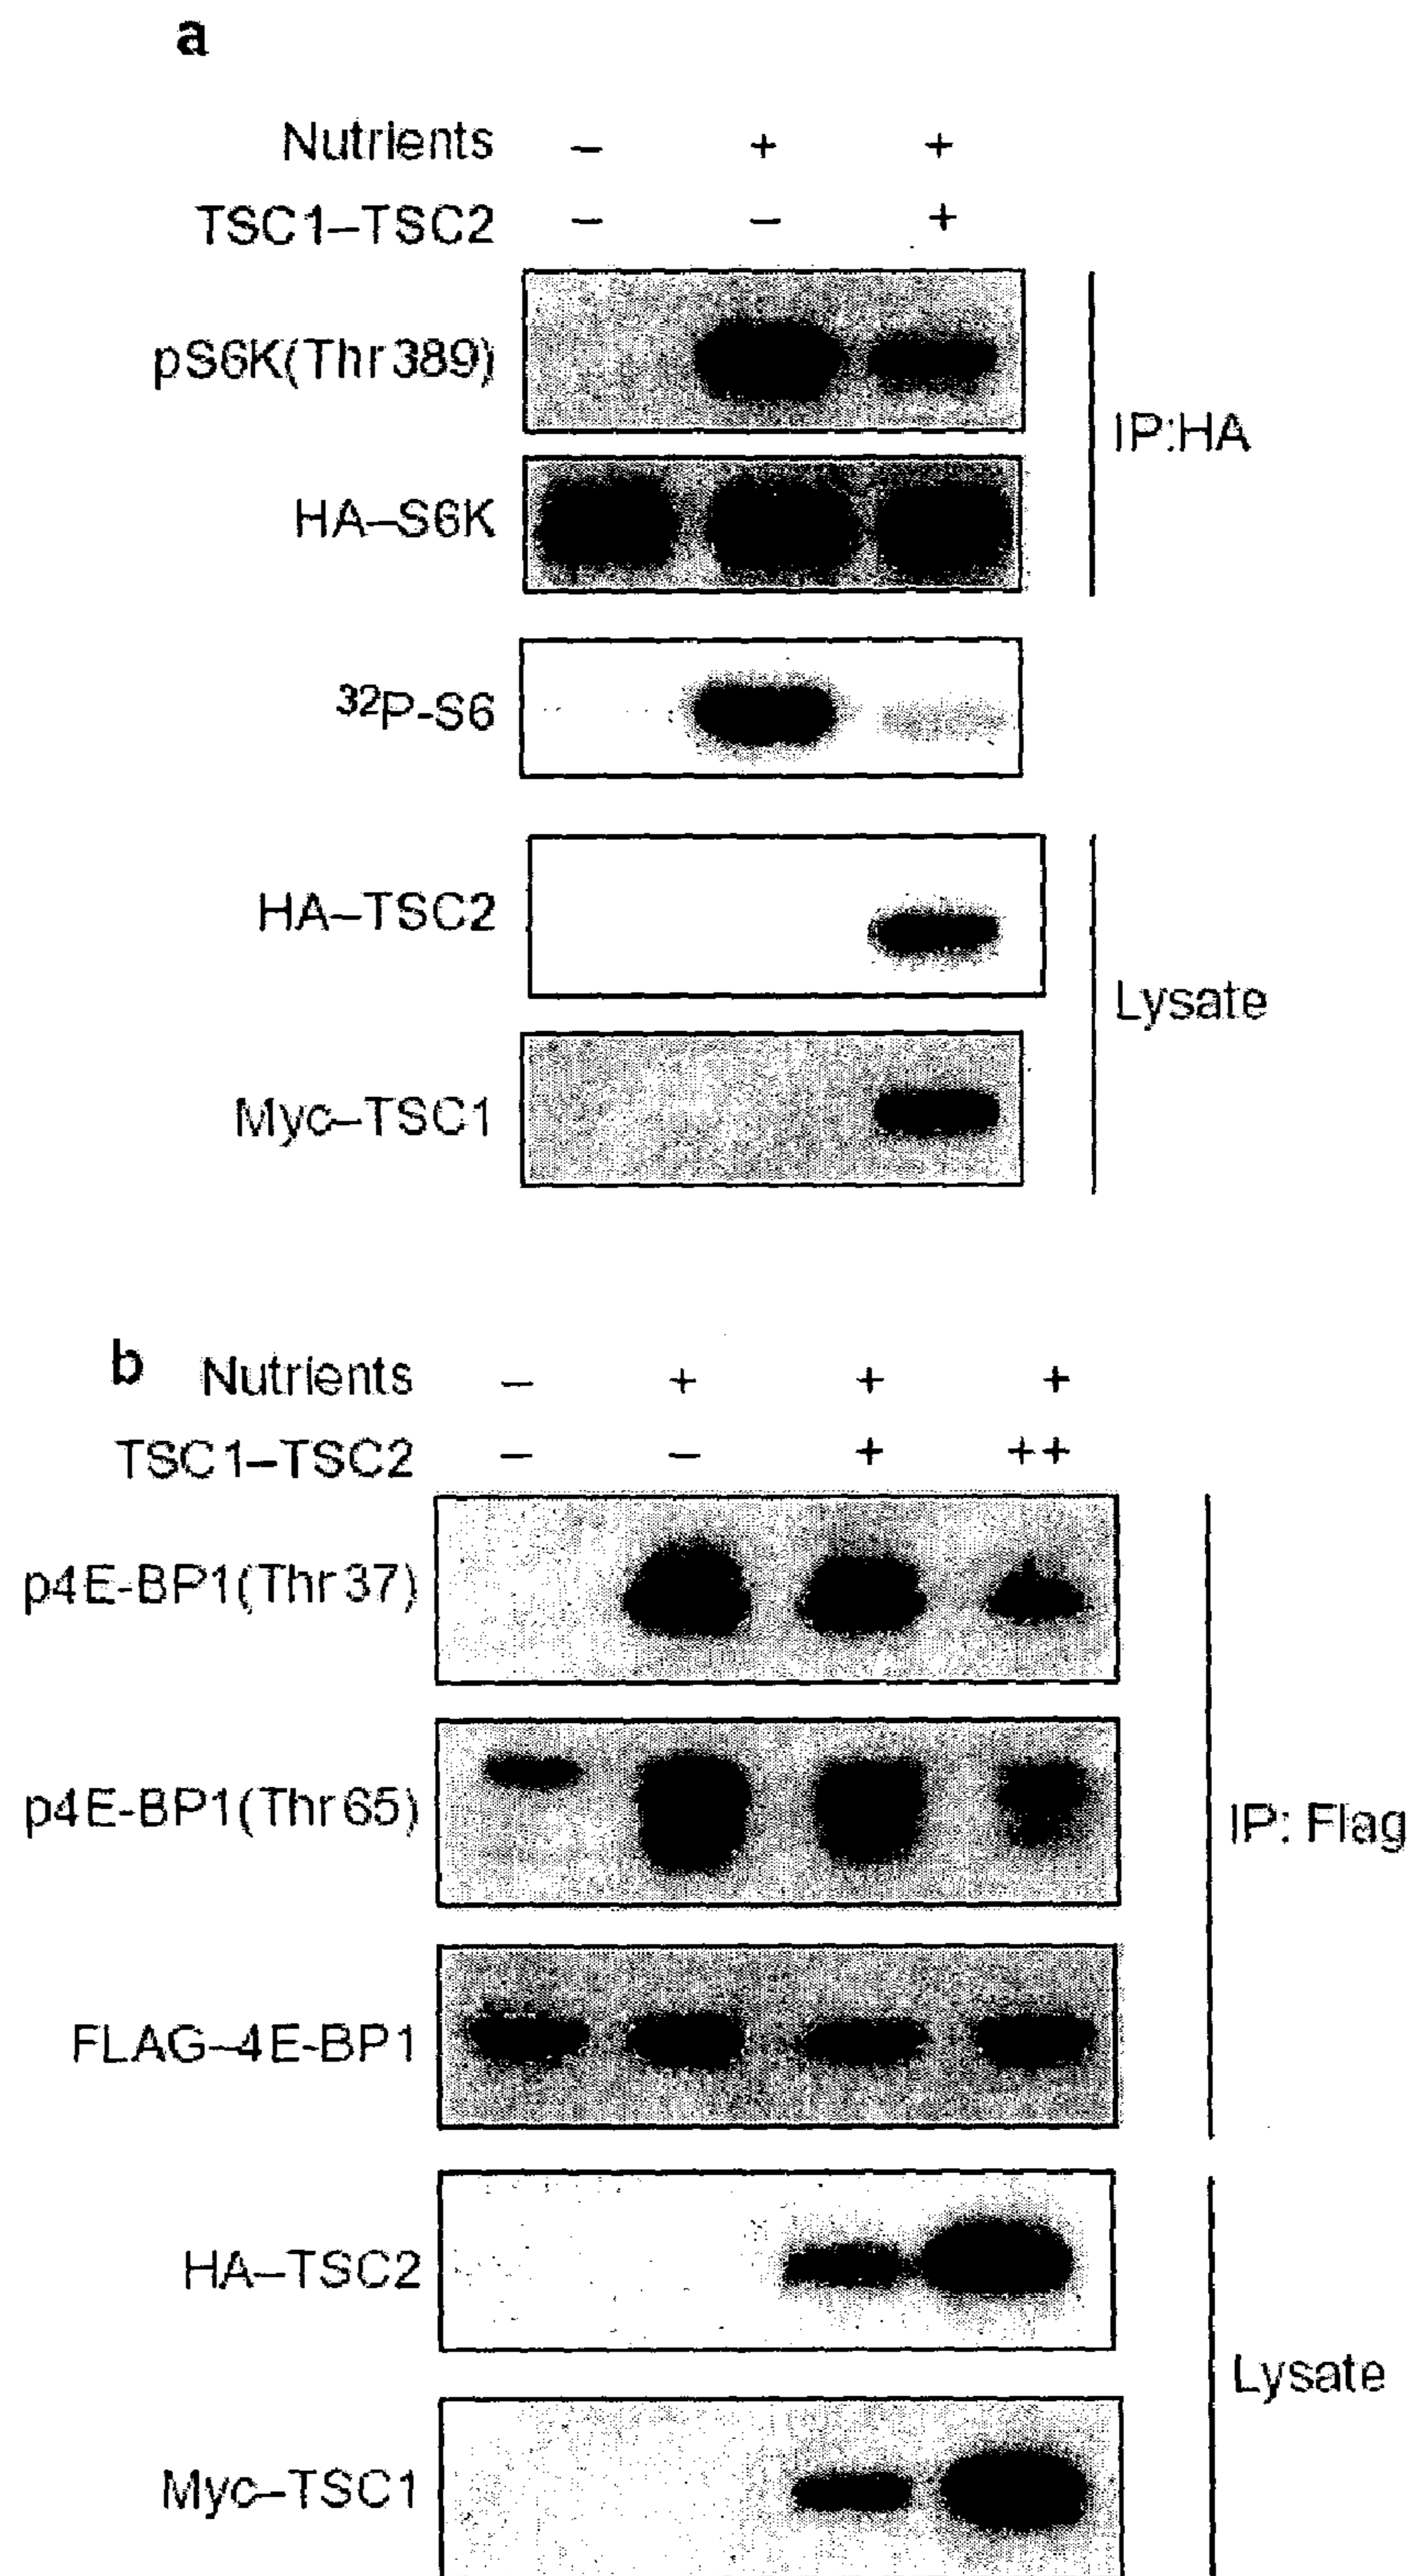 a
Nutrients – + +
TSC1–TSC2 – – +
pS6K(Thr389)
IP:HA
HA–S6K
32P-S6
HA–TSC2
Lysate
Myc–TSC1
b Nutrients – + + +
TSC1–TSC2 – – + ++
p4E-BP1(Thr37)
p4E-BP1(Thr65)
IP: Flag
FLAG–4E-BP1
HA–TSC2
Lysate
Myc–TSC1